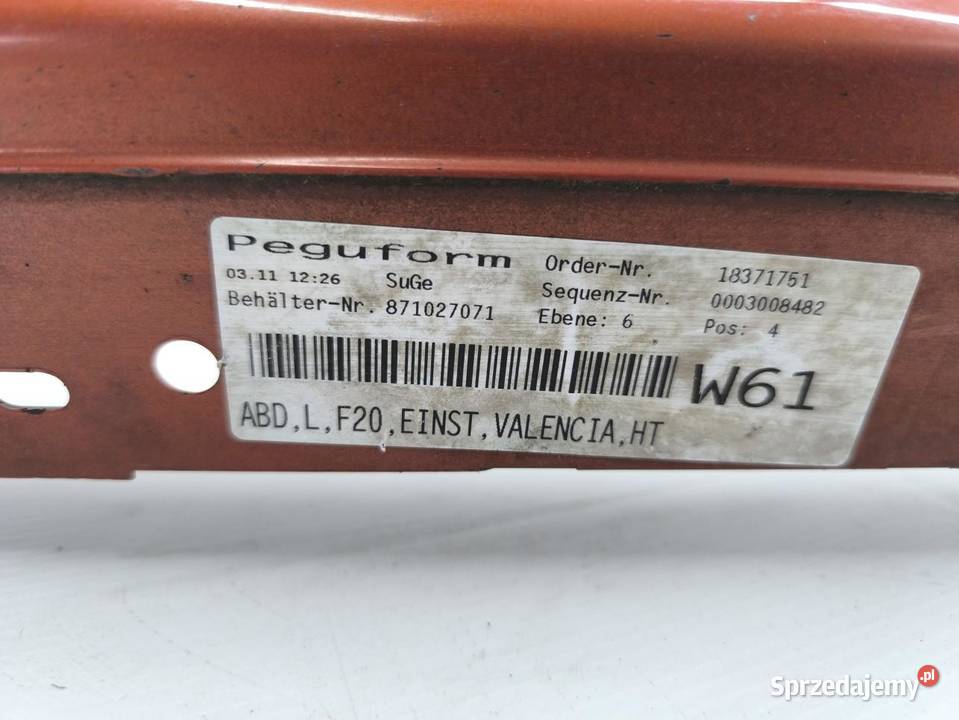 Peguform Order-Nr. 18371751
03.11 12:26 SuGe Sequenz-Nr. 0003008482
Behälter-Nr. 871027071 Ebene: 6 Pos: 4
W61
ABD,L,F20,EINST,VALENCIA,HT
Sprzedajemy.pl